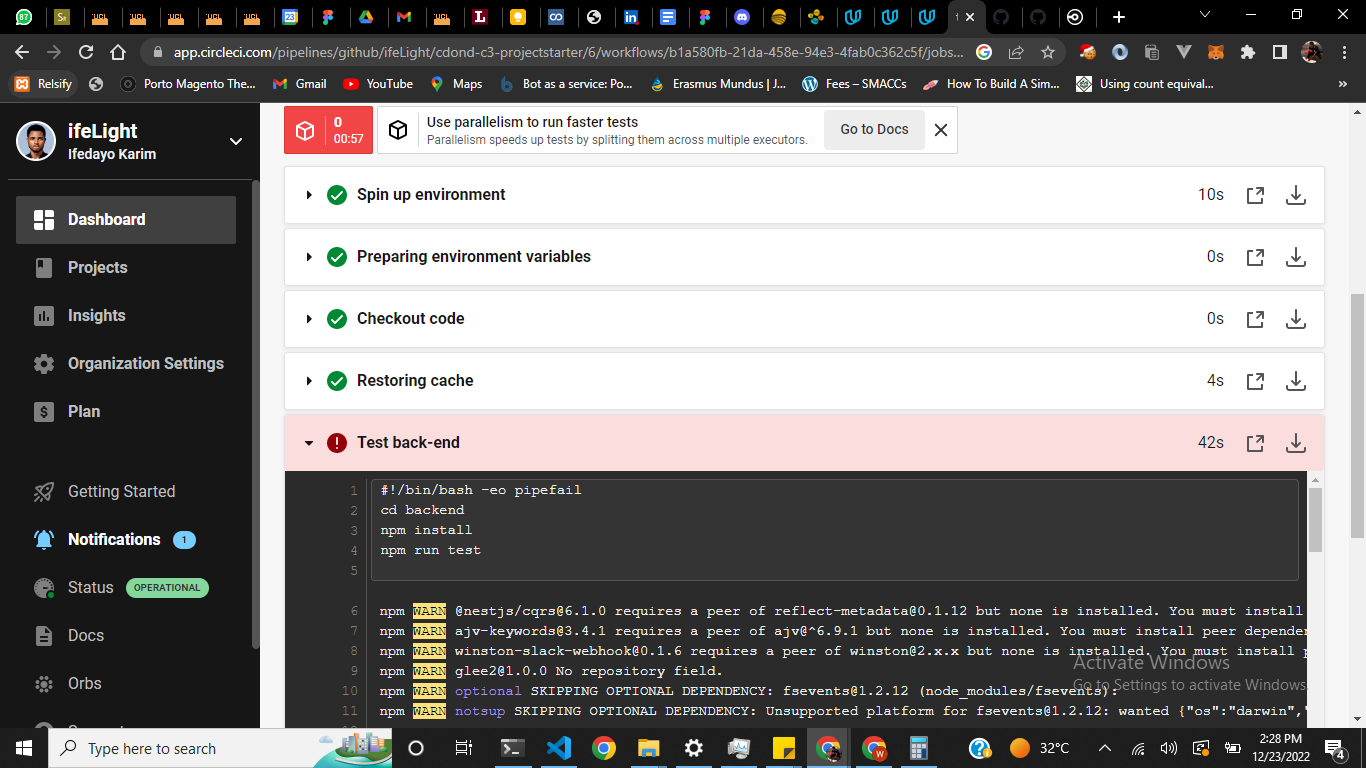 87
app.circleci.com/pipelines/github/ifeLight/cdond-c3-projectstarter/6/workflows/b1a580fb-21da-458e-94e3-4fab0c362c5f/jobs...
Relsify
Porto Magento The...
Gmail
YouTube
Maps
Bot as a service: Po...
Erasmus Mundus | J...
Fees – SMACCs
How To Build A Sim...
Using count equival...
ifeLight
Ifedayo Karim
0
00:57
Use parallelism to run faster tests
Parallelism speeds up tests by splitting them across multiple executors.
Go to Docs
Dashboard
Projects
Insights
Organization Settings
Plan
Getting Started
Notifications 1
Status OPERATIONAL
Docs
Orbs
Spin up environment 10s
Preparing environment variables 0s
Checkout code 0s
Restoring cache 4s
Test back-end 42s
1 #!/bin/bash -eo pipefail
2 cd backend
3 npm install
4 npm run test
5
6 npm WARN @nestjs/cqrs@6.1.0 requires a peer of reflect-metadata@0.1.12 but none is installed. You must install
7 npm WARN ajv-keywords@3.4.1 requires a peer of ajv@^6.9.1 but none is installed. You must install peer depender
8 npm WARN winston-slack-webhook@0.1.6 requires a peer of winston@2.x.x but none is installed. You must install p
9 npm WARN glee2@1.0.0 No repository field.
10 npm WARN optional SKIPPING OPTIONAL DEPENDENCY: fsevents@1.2.12 (node_modules/fsevents):
11 npm WARN notsup SKIPPING OPTIONAL DEPENDENCY: Unsupported platform for fsevents@1.2.12: wanted {"os":"darwin","
Activate Windows
Go to Settings to activate Windows.
Type here to search
32°C
2:28 PM
12/23/2022
4